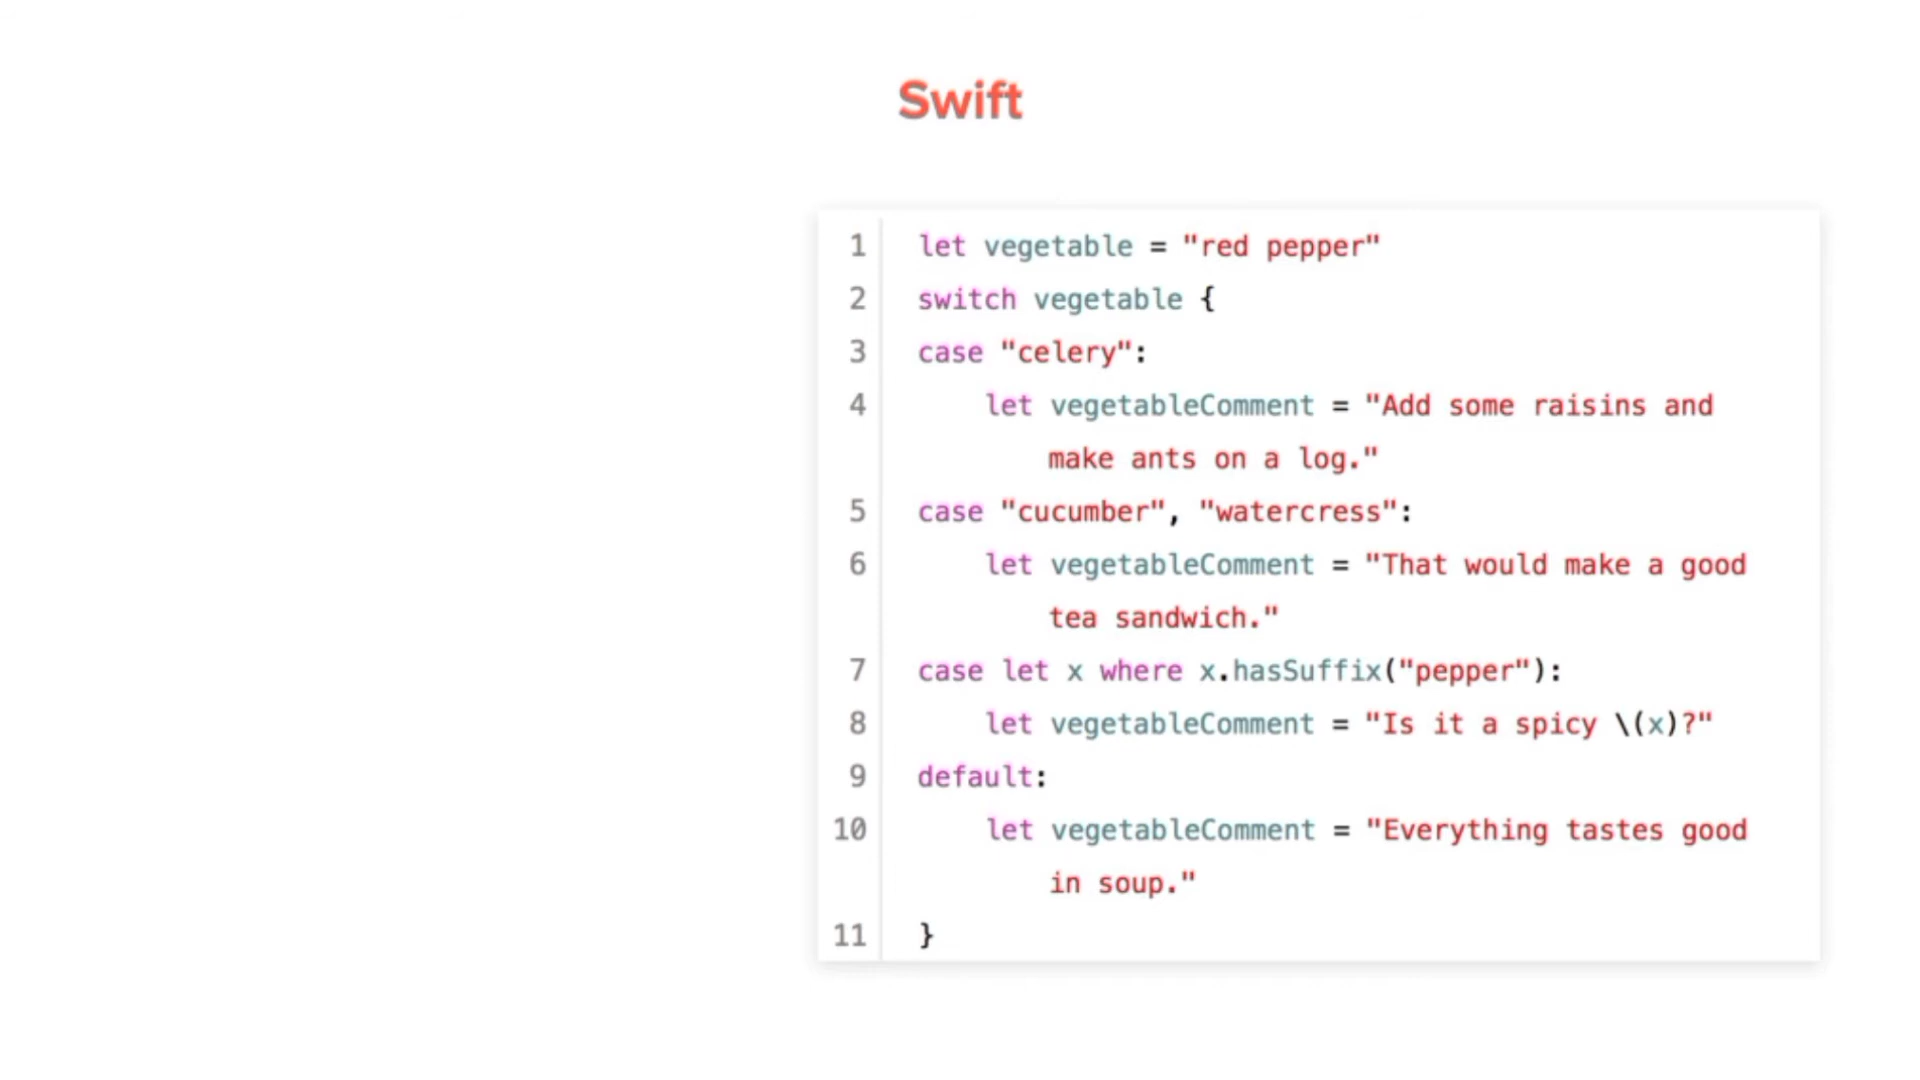 Swift
1 let vegetable = "red pepper"
2 switch vegetable {
3 case "celery":
4 let vegetableComment = "Add some raisins and
make ants on a log."
5 case "cucumber", "watercress":
6 let vegetableComment = "That would make a good
tea sandwich."
7 case let x where x.hasSuffix("pepper"):
8 let vegetableComment = "Is it a spicy \(x)?"
9 default:
10 let vegetableComment = "Everything tastes good
in soup."
11 }